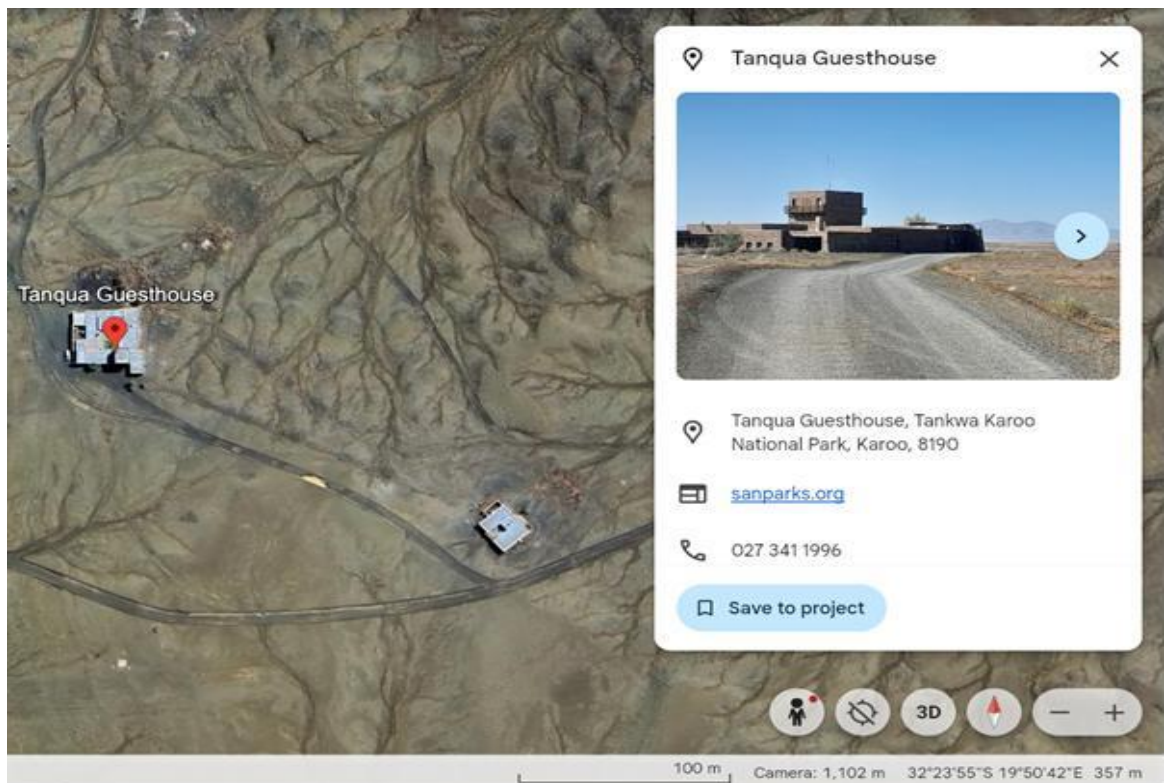 Tanqua Guesthouse
Tanqua Guesthouse
Tanqua Guesthouse, Tankwa Karoo
National Park, Karoo, 8190
sanparks.org
027 341 1996
Save to project
3D
100 m
Camera: 1,102 m 32°23'55"S 19°50'42"E 357 m